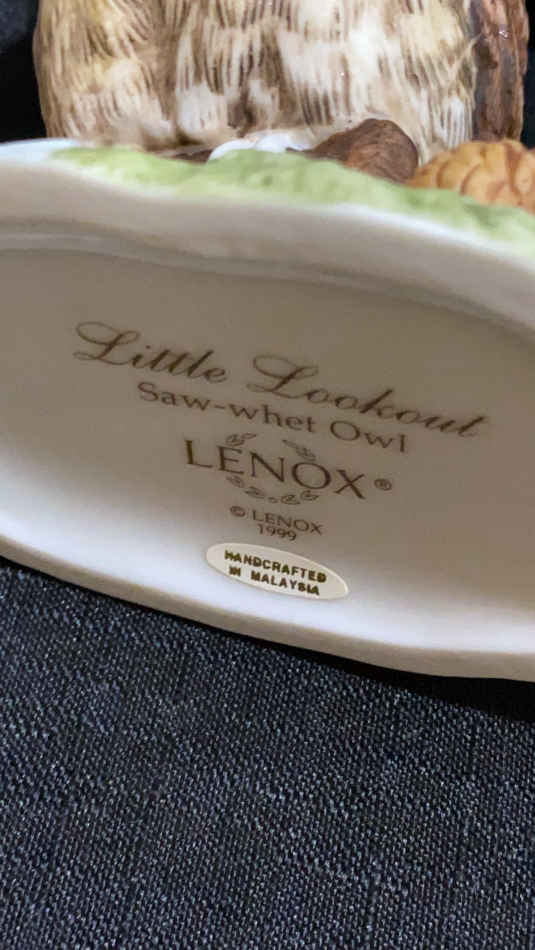 Little Lookout
Saw-whet Owl
LENOX®
© LENOX
1999
HANDCRAFTED
IN MALAYSIA